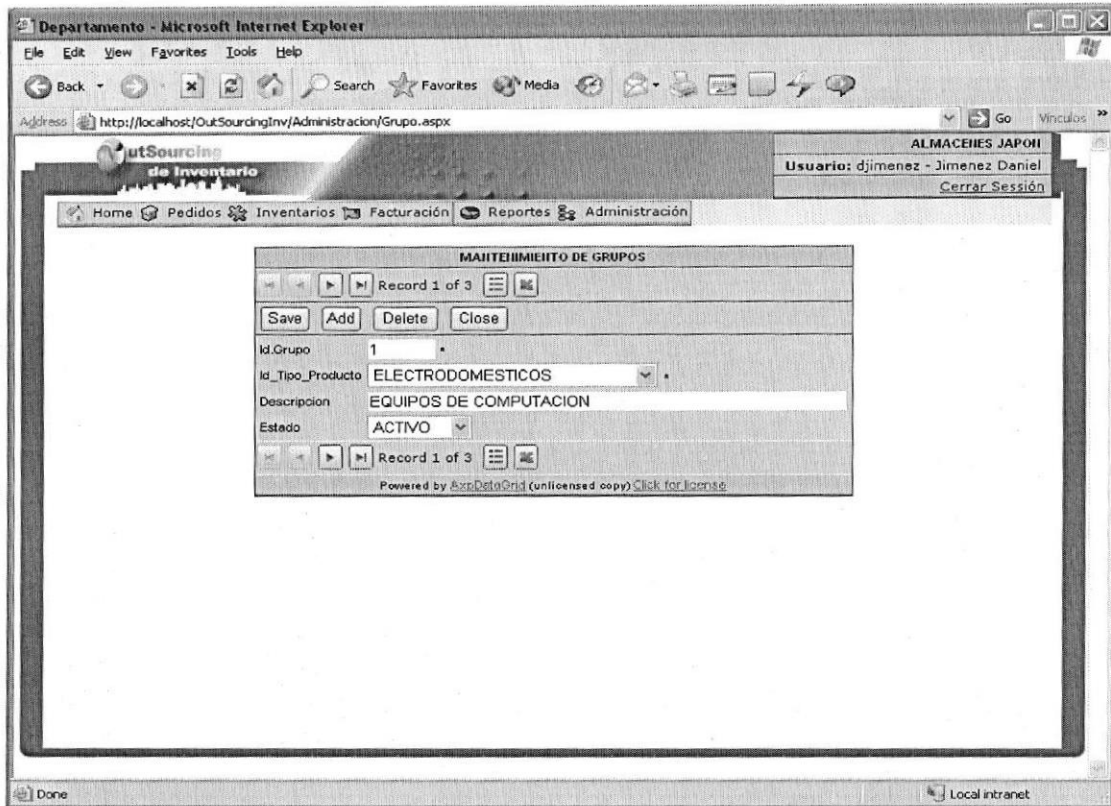 Departamento - Microsoft Internet Explorer
File Edit View Favorites Tools Help
Back Search Favorites Media
Address http://localhost/OutSourcingInv/Administracion/Grupo.aspx Go Vinculos »
OutSourcing
de Inventario
ALMACENES JAPON
Usuario: djimenez - Jimenez Daniel
Cerrar Sessión
Home Pedidos Inventarios Facturación Reportes Administración
MANTENIMIENTO DE GRUPOS
Record 1 of 3
Save Add Delete Close
Id.Grupo 1 *
Id_Tipo_Producto ELECTRODOMESTICOS *
Descripcion EQUIPOS DE COMPUTACION
Estado ACTIVO
Record 1 of 3
Powered by AxpDataGrid (unlicensed copy) Click for license
Done Local intranet